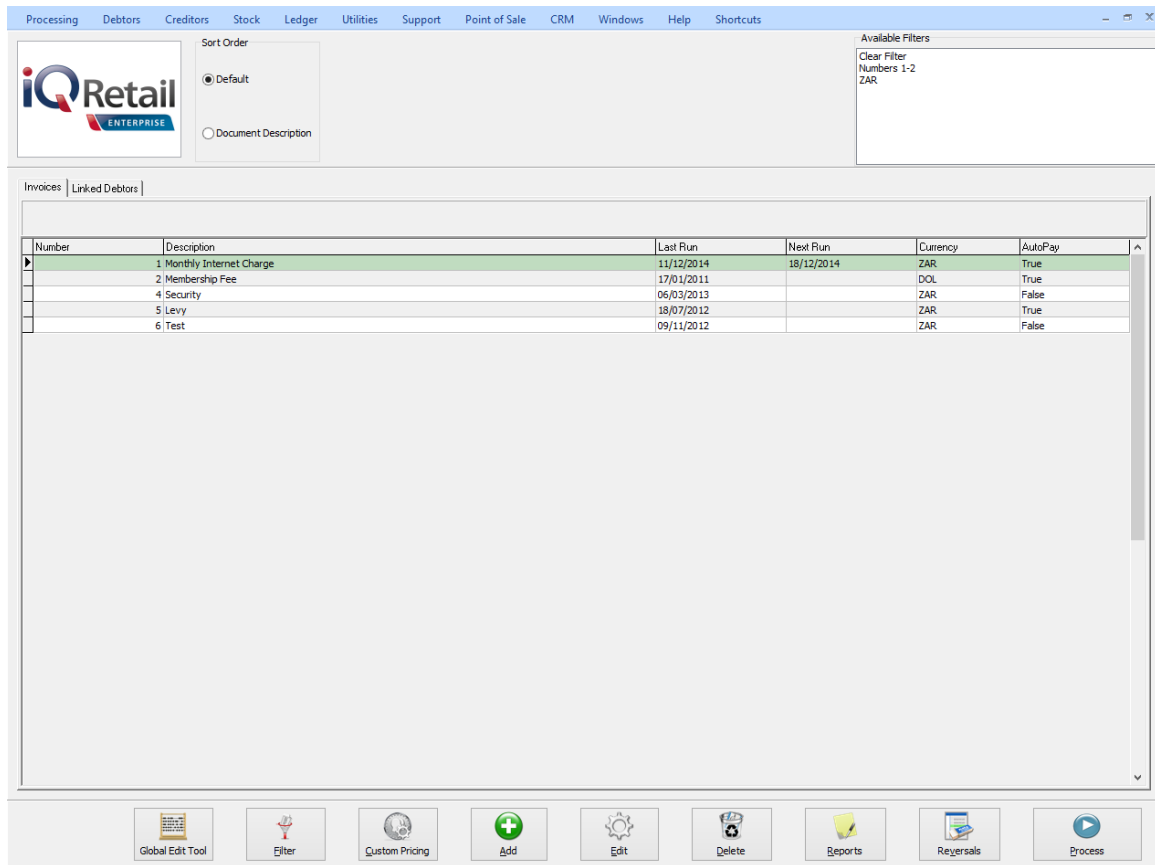 Processing Debtors Creditors Stock Ledger Utilities Support Point of Sale CRM Windows Help Shortcuts
iQ Retail
ENTERPRISE
Sort Order
Default
Document Description
Available Filters
Clear Filter
Numbers 1-2
ZAR
Invoices Linked Debtors
Number Description Last Run Next Run Currency AutoPay
1 Monthly Internet Charge 11/12/2014 18/12/2014 ZAR True
2 Membership Fee 17/01/2011 DOL True
4 Security 06/03/2013 ZAR False
5 Levy 18/07/2012 ZAR True
6 Test 09/11/2012 ZAR False
Global Edit Tool Filter Custom Pricing Add Edit Delete Reports Reversals Process